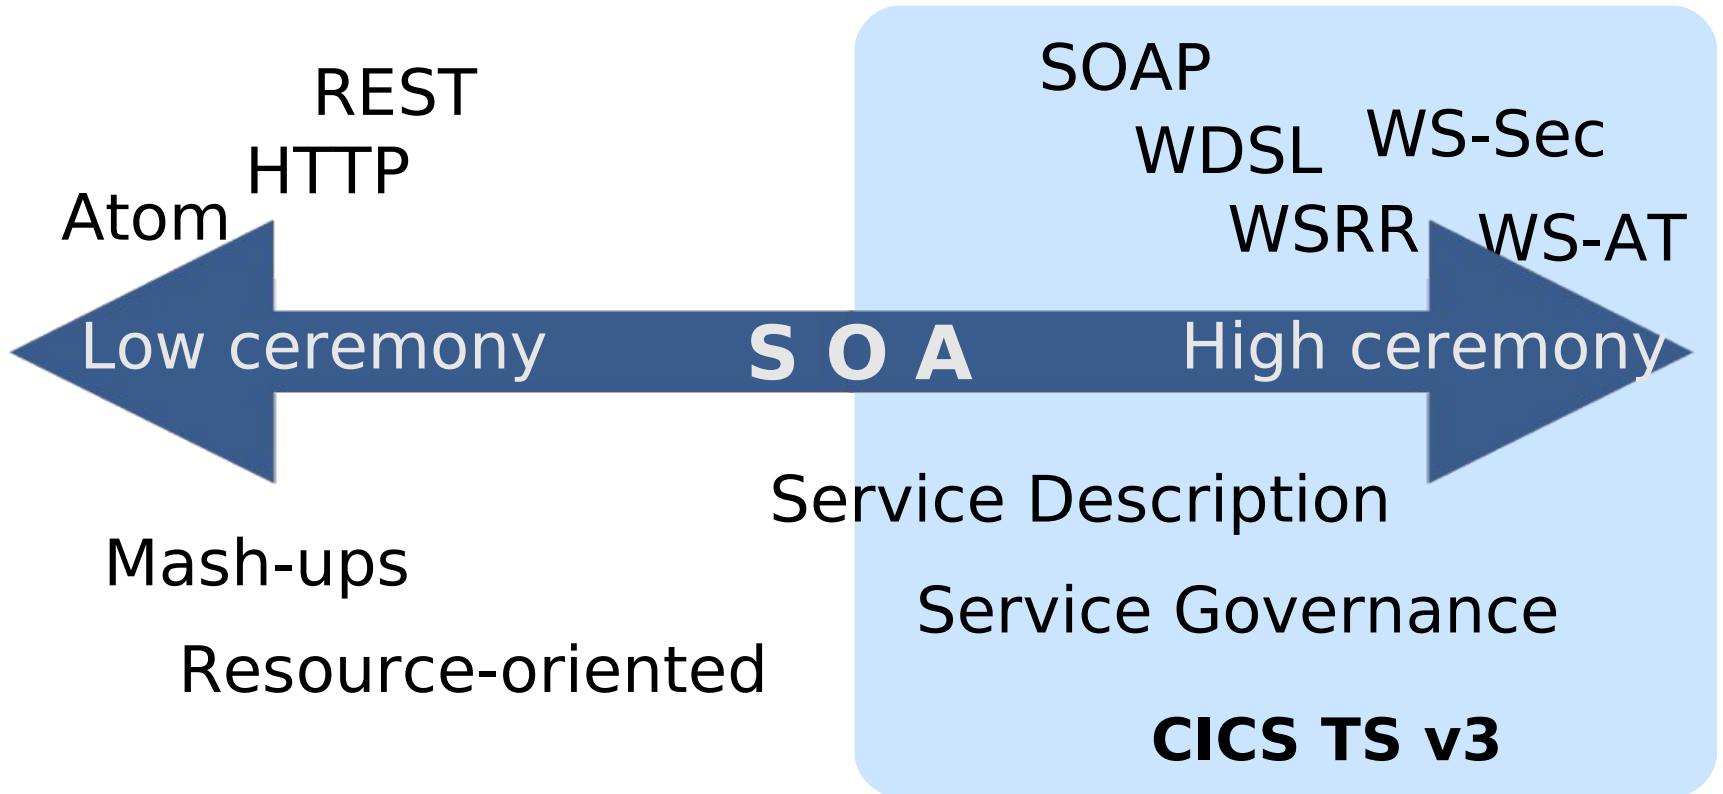 REST
HTTP
Atom
SOAP
WDSL
WS-Sec
WSRR
WS-AT
Low ceremony
S O A
High ceremony
Service Description
Mash-ups
Service Governance
Resource-oriented
CICS TS v3